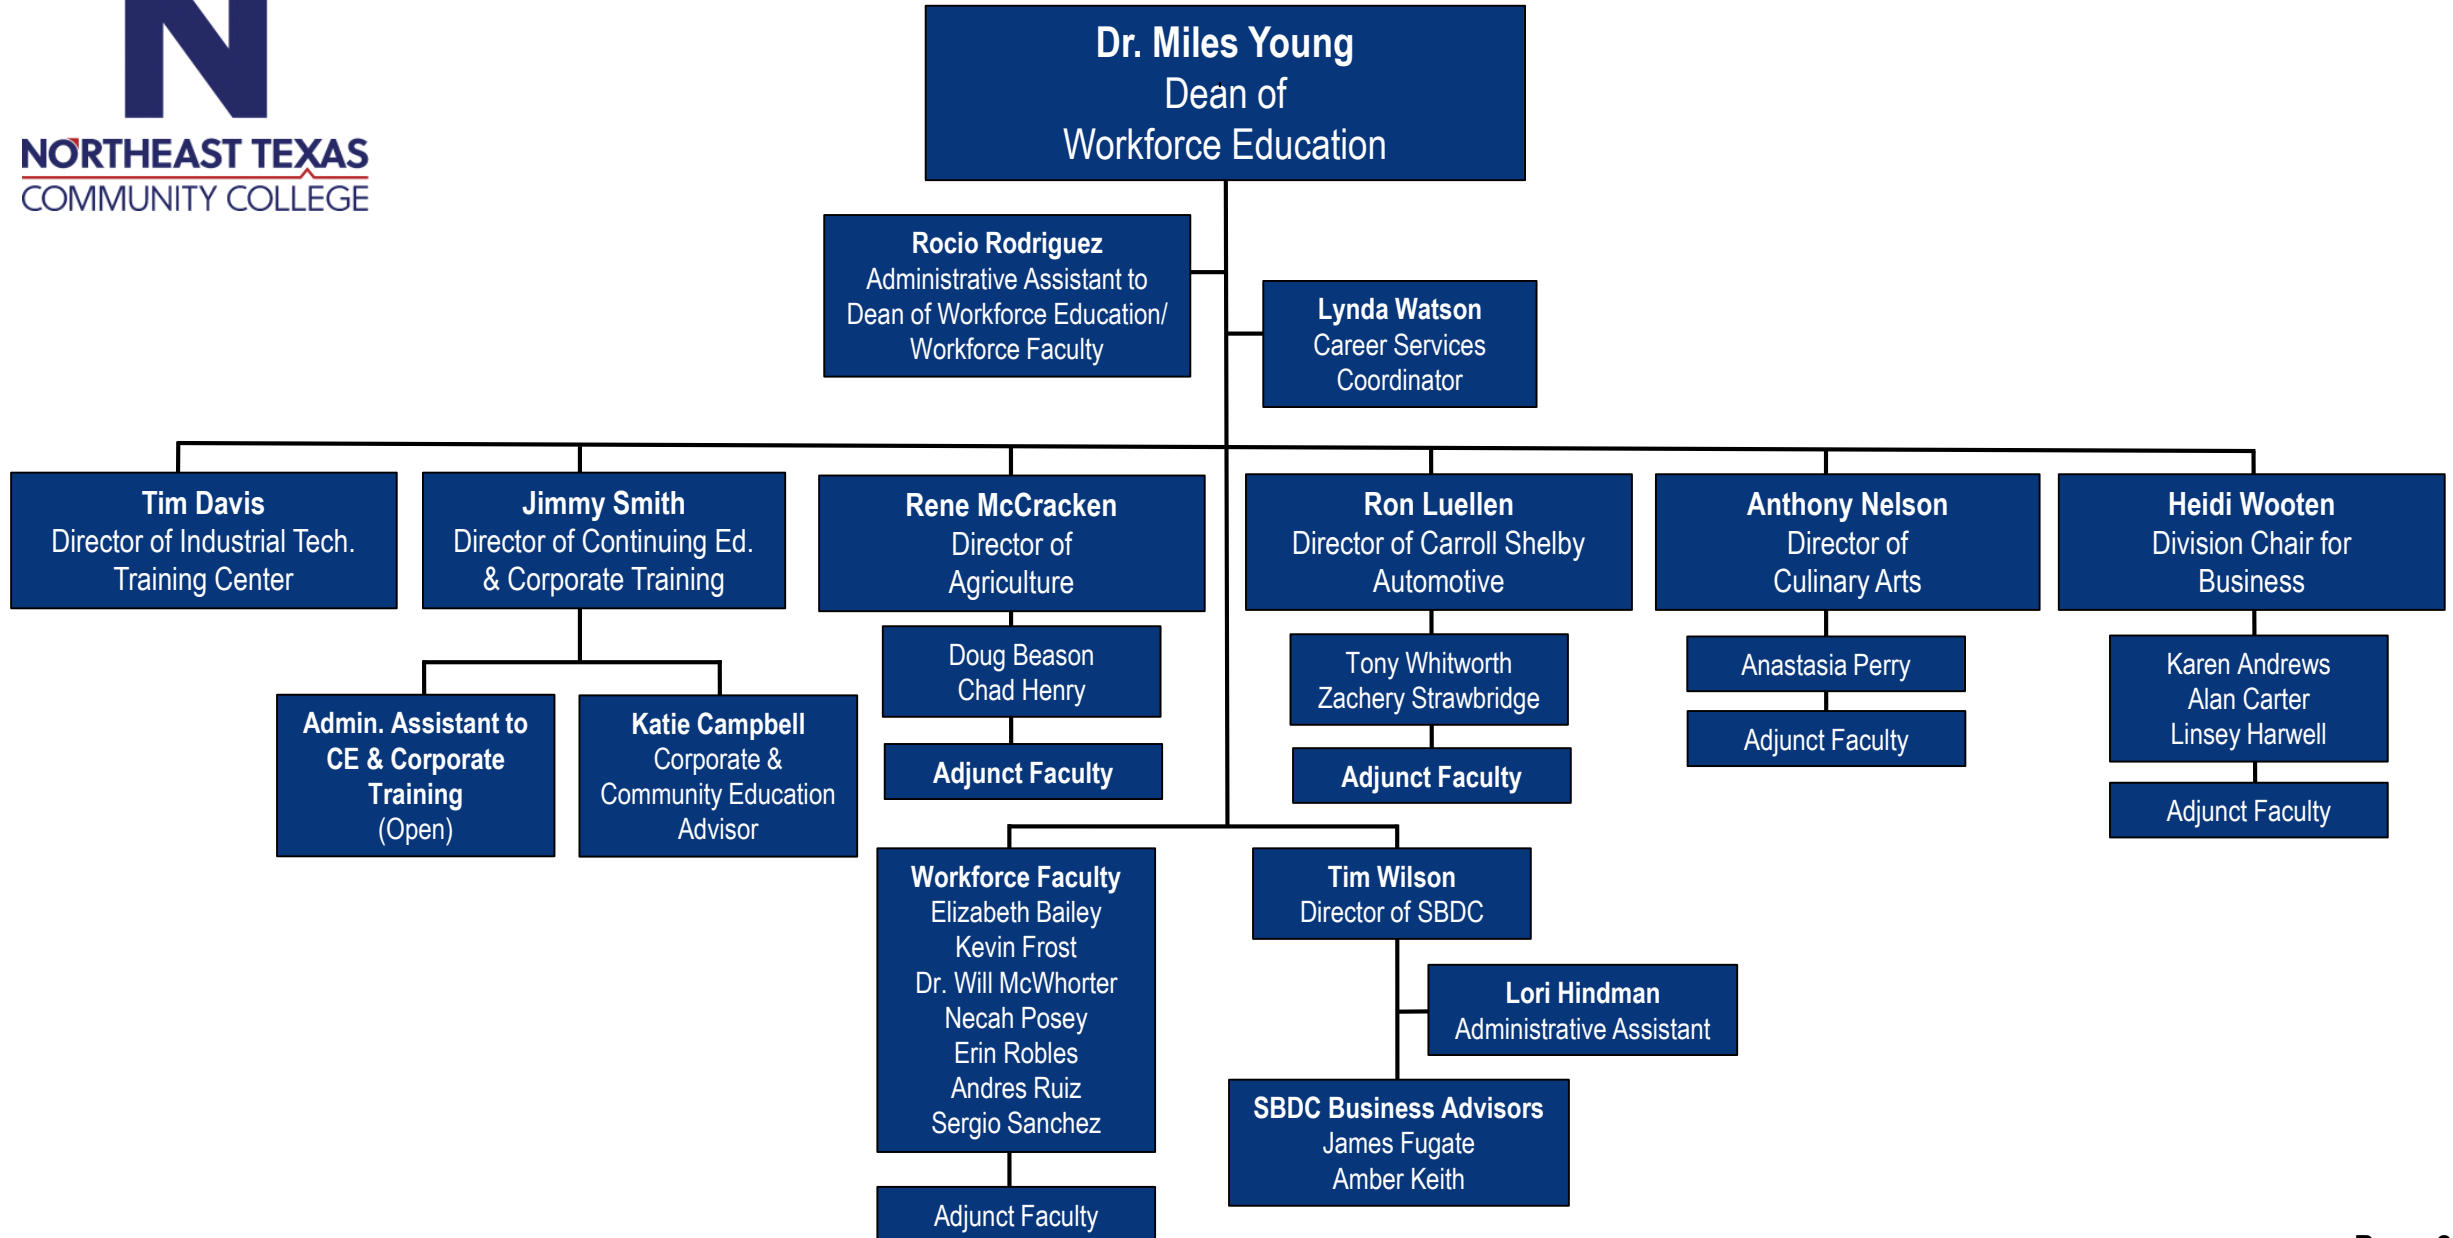 N
NORTHEAST TEXAS
COMMUNITY COLLEGE
Dr. Miles Young
Dean of
Workforce Education
Rocio Rodriguez
Administrative Assistant to
Dean of Workforce Education/
Workforce Faculty
Lynda Watson
Career Services
Coordinator
Tim Davis
Director of Industrial Tech.
Training Center
Jimmy Smith
Director of Continuing Ed.
& Corporate Training
Rene McCracken
Director of
Agriculture
Ron Luellen
Director of Carroll Shelby
Automotive
Anthony Nelson
Director of
Culinary Arts
Heidi Wooten
Division Chair for
Business
Admin. Assistant to
CE & Corporate
Training
(Open)
Katie Campbell
Corporate &
Community Education
Advisor
Doug Beason
Chad Henry
Adjunct Faculty
Tony Whitworth
Zachery Strawbridge
Adjunct Faculty
Anastasia Perry
Adjunct Faculty
Karen Andrews
Alan Carter
Linsey Harwell
Adjunct Faculty
Workforce Faculty
Elizabeth Bailey
Kevin Frost
Dr. Will McWhorter
Necah Posey
Erin Robles
Andres Ruiz
Sergio Sanchez
Adjunct Faculty
Tim Wilson
Director of SBDC
Lori Hindman
Administrative Assistant
SBDC Business Advisors
James Fugate
Amber Keith